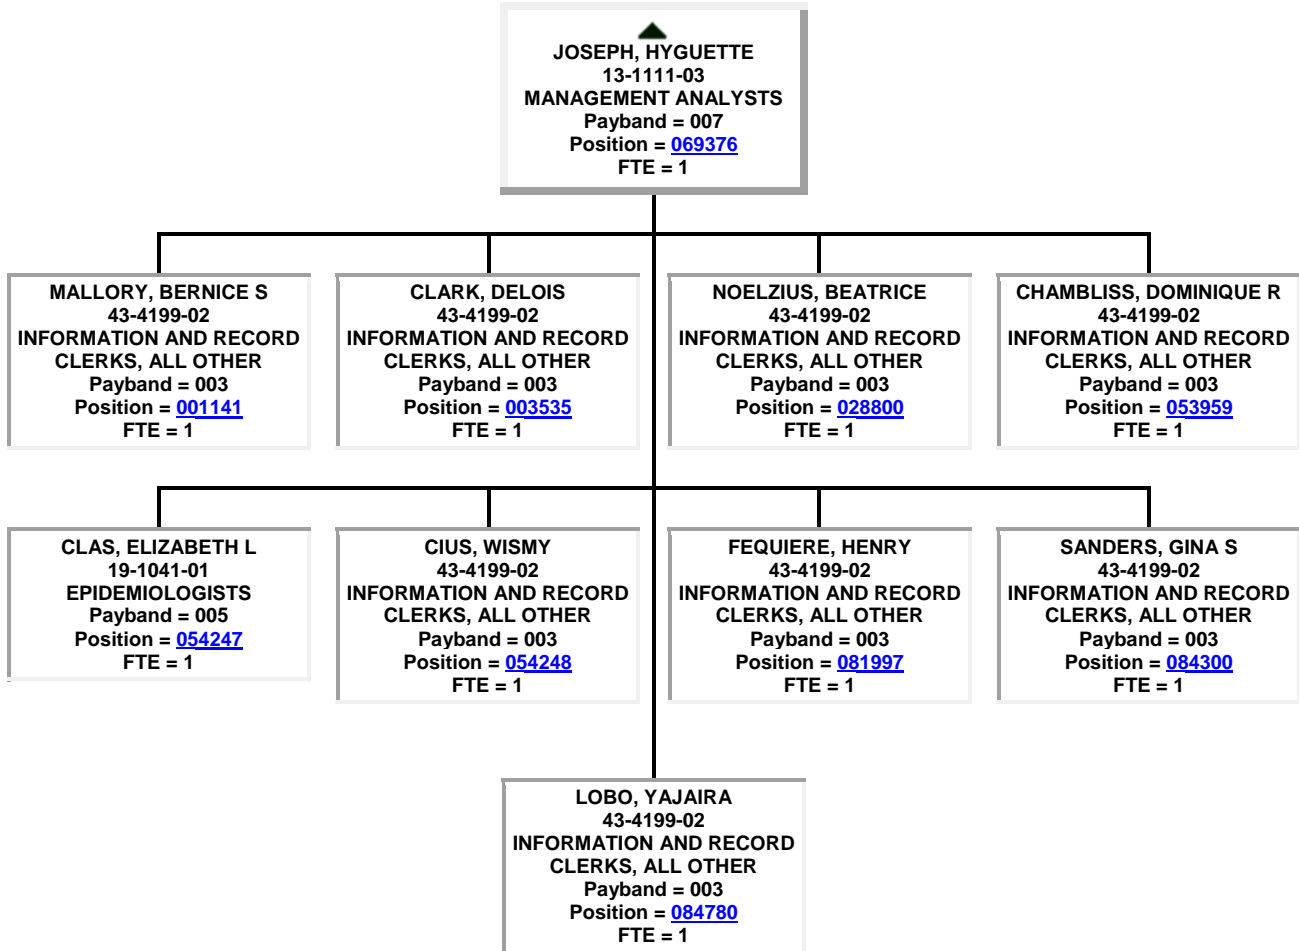 JOSEPH, HYGUETTE
13-1111-03
MANAGEMENT ANALYSTS
Payband = 007
Position = 069376
FTE = 1
MALLORY, BERNICE S
43-4199-02
INFORMATION AND RECORD
CLERKS, ALL OTHER
Payband = 003
Position = 001141
FTE = 1
CLARK, DELOIS
43-4199-02
INFORMATION AND RECORD
CLERKS, ALL OTHER
Payband = 003
Position = 003535
FTE = 1
NOELZIUS, BEATRICE
43-4199-02
INFORMATION AND RECORD
CLERKS, ALL OTHER
Payband = 003
Position = 028800
FTE = 1
CHAMBLISS, DOMINIQUE R
43-4199-02
INFORMATION AND RECORD
CLERKS, ALL OTHER
Payband = 003
Position = 053959
FTE = 1
CLAS, ELIZABETH L
19-1041-01
EPIDEMIOLOGISTS
Payband = 005
Position = 054247
FTE = 1
CIUS, WISMY
43-4199-02
INFORMATION AND RECORD
CLERKS, ALL OTHER
Payband = 003
Position = 054248
FTE = 1
FEQUIERE, HENRY
43-4199-02
INFORMATION AND RECORD
CLERKS, ALL OTHER
Payband = 003
Position = 081997
FTE = 1
SANDERS, GINA S
43-4199-02
INFORMATION AND RECORD
CLERKS, ALL OTHER
Payband = 003
Position = 084300
FTE = 1
LOBO, YAJAIRA
43-4199-02
INFORMATION AND RECORD
CLERKS, ALL OTHER
Payband = 003
Position = 084780
FTE = 1